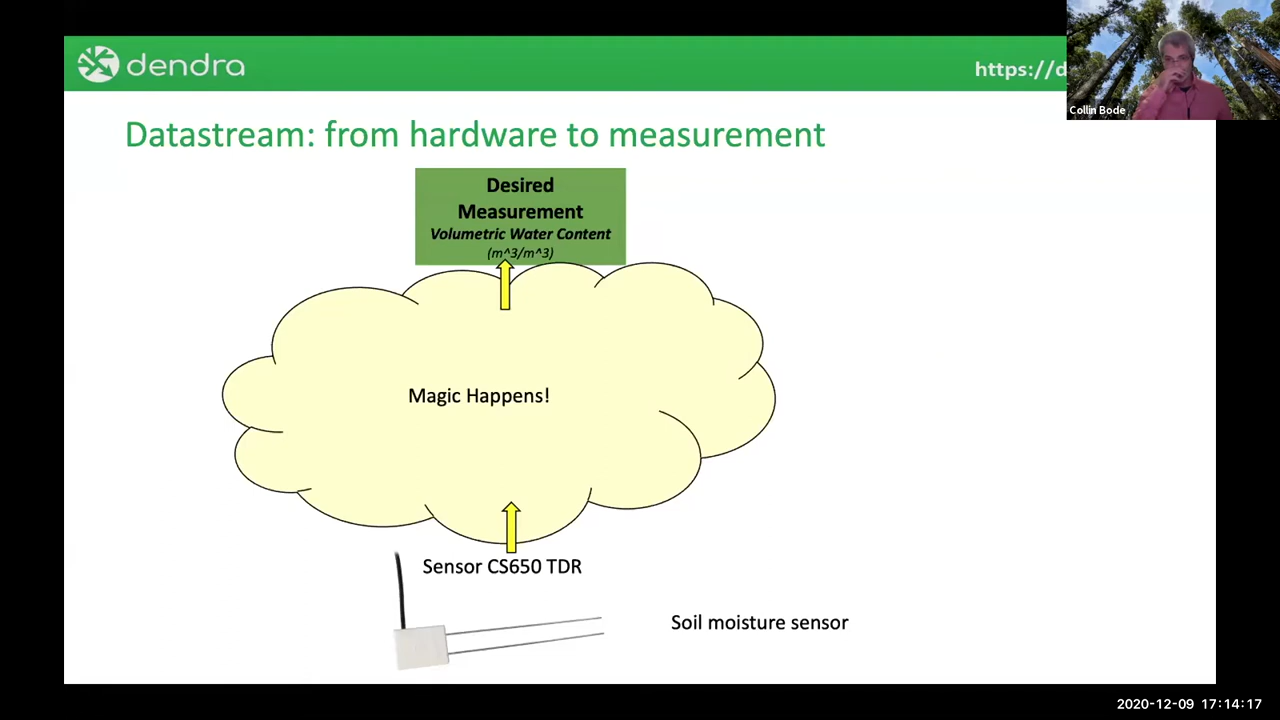 dendra
https://d
Collin Bode
Datastream: from hardware to measurement
Desired
Measurement
Volumetric Water Content
(m^3/m^3)
Magic Happens!
Sensor CS650 TDR
Soil moisture sensor
2020-12-09 17:14:17